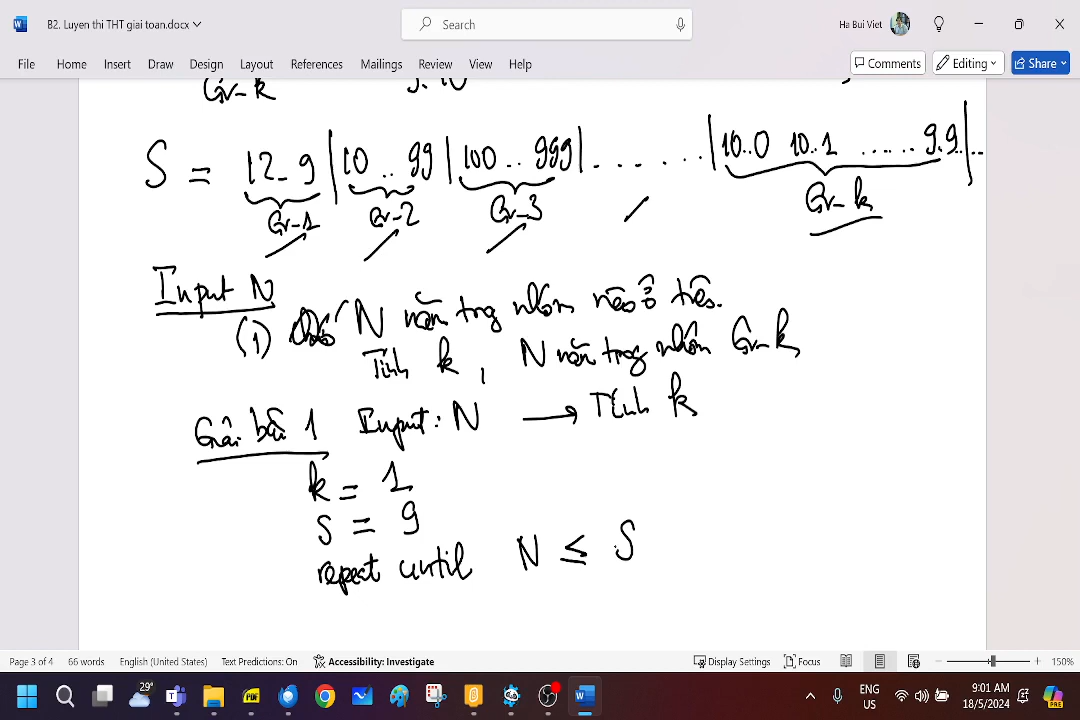 B2. Luyen thi THT giai toan.docx
Search
Ha Bui Viet
File Home Insert Draw Design Layout References Mailings Review View Help
Comments Editing Share
Gr-k
S = 12..9 | 10 .. 99 | 100 .. 999 | . . . . . . . | 10..0 10..1 ...... 9.9.. | ..
Gr-1 Gr-2 Gr-3 Gr-k
Input N
(1) N nằm trg nhóm nào ở trên.
Tính k, N nằm trog nhóm Gr-k
Giải bài 1 Input: N → Tính k
k = 1
S = 9
repeat until N ≤ S
Page 3 of 4 66 words English (United States) Text Predictions: On Accessibility: Investigate Display Settings Focus 150%
29°
ENG
US
9:01 AM
18/5/2024
PRE